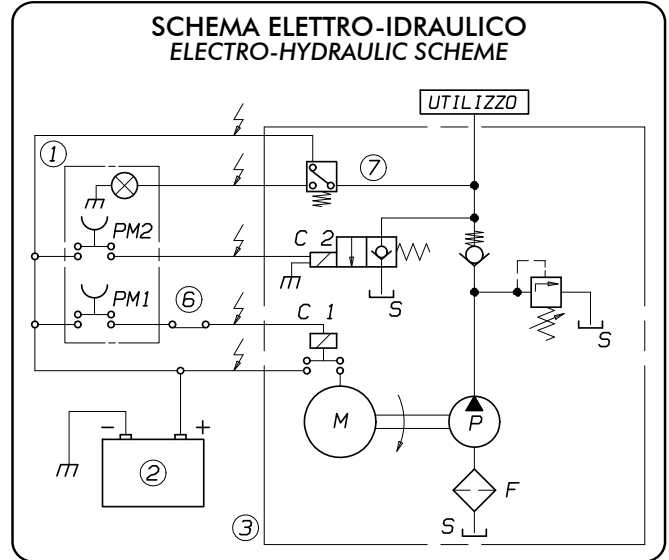 SCHEMA ELETTRO-IDRAULICO
ELECTRO-HYDRAULIC SCHEME
UTILIZZO
1
7
PM2
C 2
S
PM1
6
C 1
S
M
P
- +
2
F
3
S